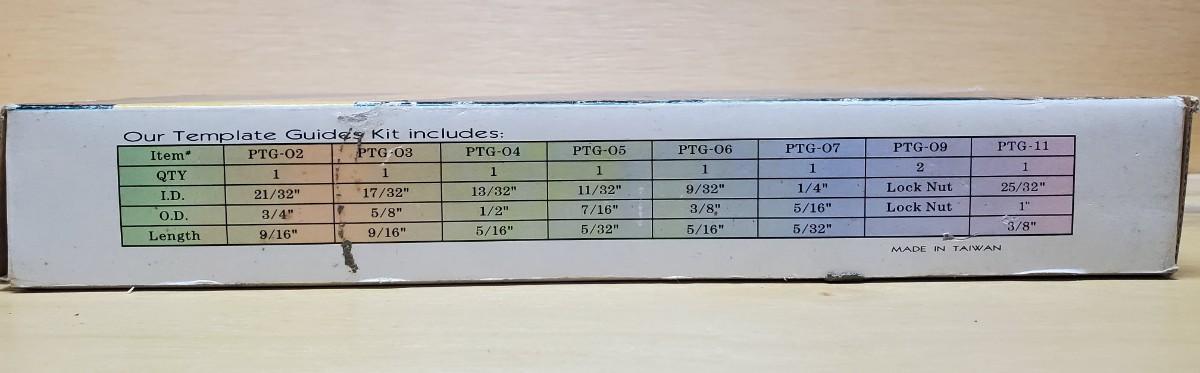 Our Template Guides Kit includes:
Item# PTG-02 PTG-03 PTG-04 PTG-05 PTG-06 PTG-07 PTG-09 PTG-11
QTY 1 1 1 1 1 1 2 1
I.D. 21/32" 17/32" 13/32" 11/32" 9/32" 1/4" Lock Nut 25/32"
O.D. 3/4" 5/8" 1/2" 7/16" 3/8" 5/16" Lock Nut 1"
Length 9/16" 9/16" 5/16" 5/32" 5/16" 5/32" 3/8"
MADE IN TAIWAN